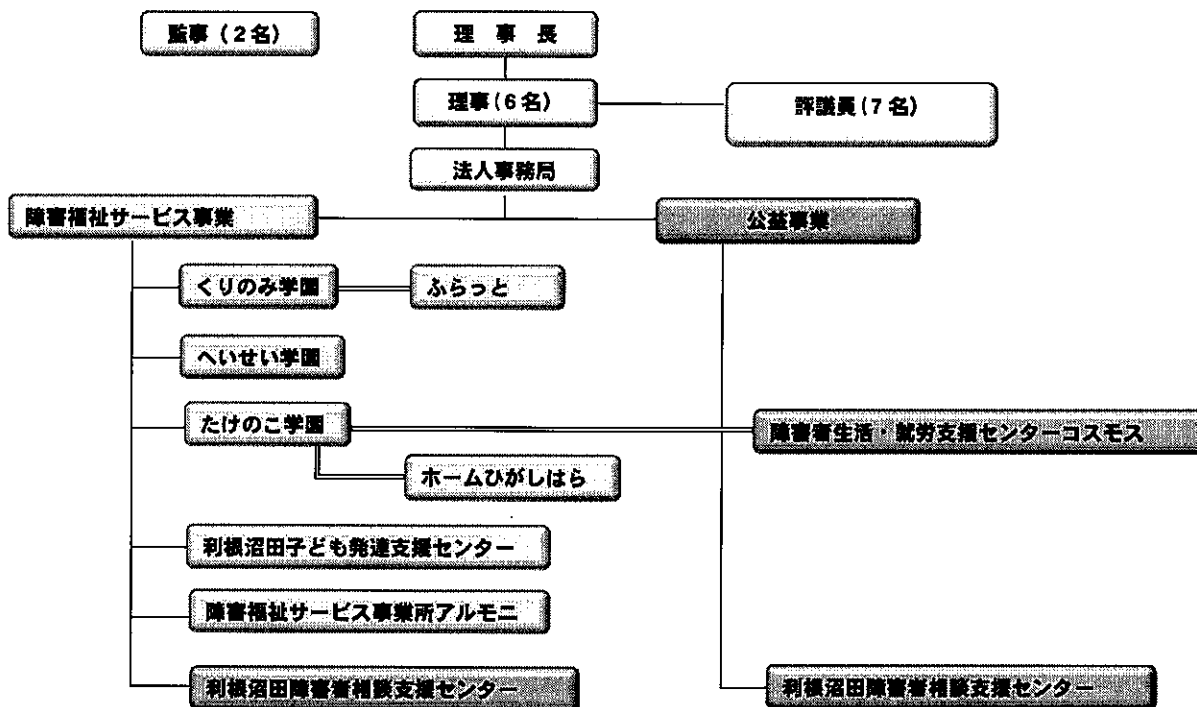 監事（2名）
理　事　長
理事（6名）
評議員（7名）
法人事務局
障害福祉サービス事業
公益事業
くりのみ学園
ふらっと
へいせい学園
たけのこ学園
障害者生活・就労支援センターコスモス
ホームひがしはら
利根沼田子ども発達支援センター
障害福祉サービス事業所アルモニ
利根沼田障害者相談支援センター
利根沼田障害者相談支援センター